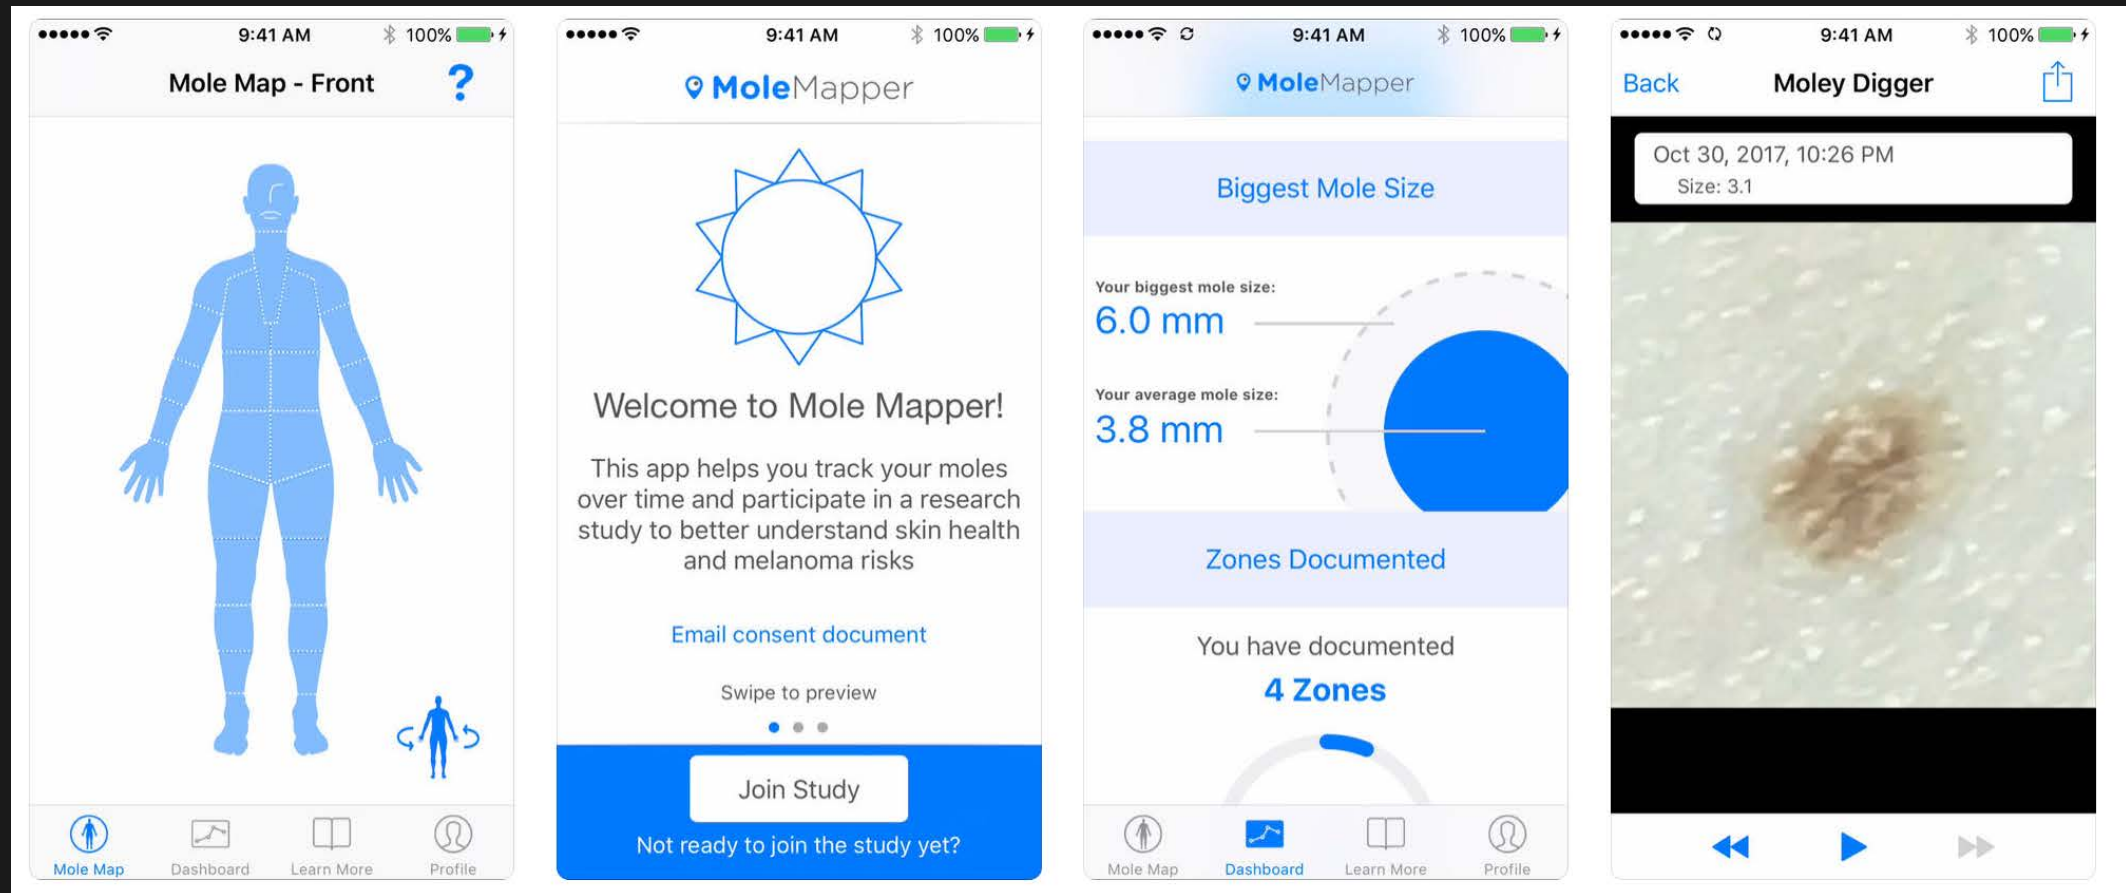 9:41 AM
100%
Mole Map - Front
?
Mole Map
Dashboard
Learn More
Profile
9:41 AM
100%
MoleMapper
Welcome to Mole Mapper!
This app helps you track your moles
over time and participate in a research
study to better understand skin health
and melanoma risks
Email consent document
Swipe to preview
Join Study
Not ready to join the study yet?
9:41 AM
100%
MoleMapper
Biggest Mole Size
Your biggest mole size:
6.0 mm
Your average mole size:
3.8 mm
Zones Documented
You have documented
4 Zones
Mole Map
Dashboard
Learn More
Profile
9:41 AM
100%
Back
Moley Digger
Oct 30, 2017, 10:26 PM
Size: 3.1